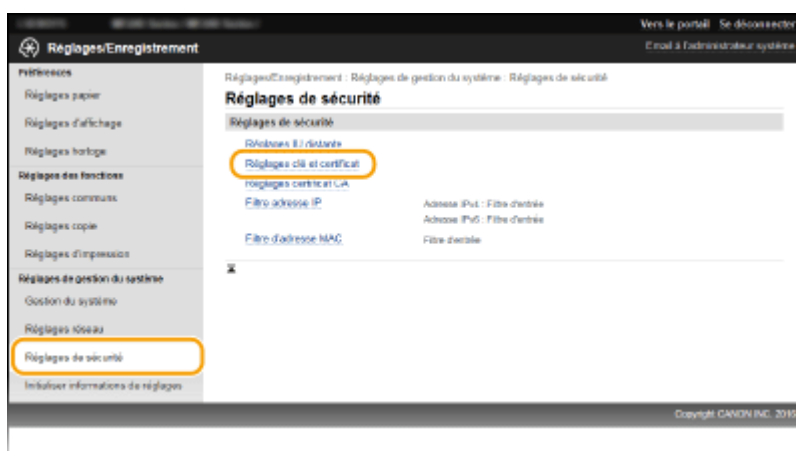 Vers le portail Se déconnecter
Réglages/Enregistrement
Email à l'administrateur système
Préférences
Réglages papier
Réglages d'affichage
Réglages horloge
Réglages des fonctions
Réglages communs
Réglages copie
Réglages d'impression
Réglages de gestion du système
Gestion du système
Réglages réseau
Réglages de sécurité
Initialiser informations de réglages
Réglages/Enregistrement : Réglages de gestion du système : Réglages de sécurité
Réglages de sécurité
Réglages de sécurité
Réglages IU distante
Réglages clé et certificat
Réglages certificat CA
Filtre adresse IP
Adresse IPv4 : Filtre d'entrée
Adresse IPv6 : Filtre d'entrée
Filtre d'adresse MAC
Filtre d'entrée
Copyright CANON INC. 2016